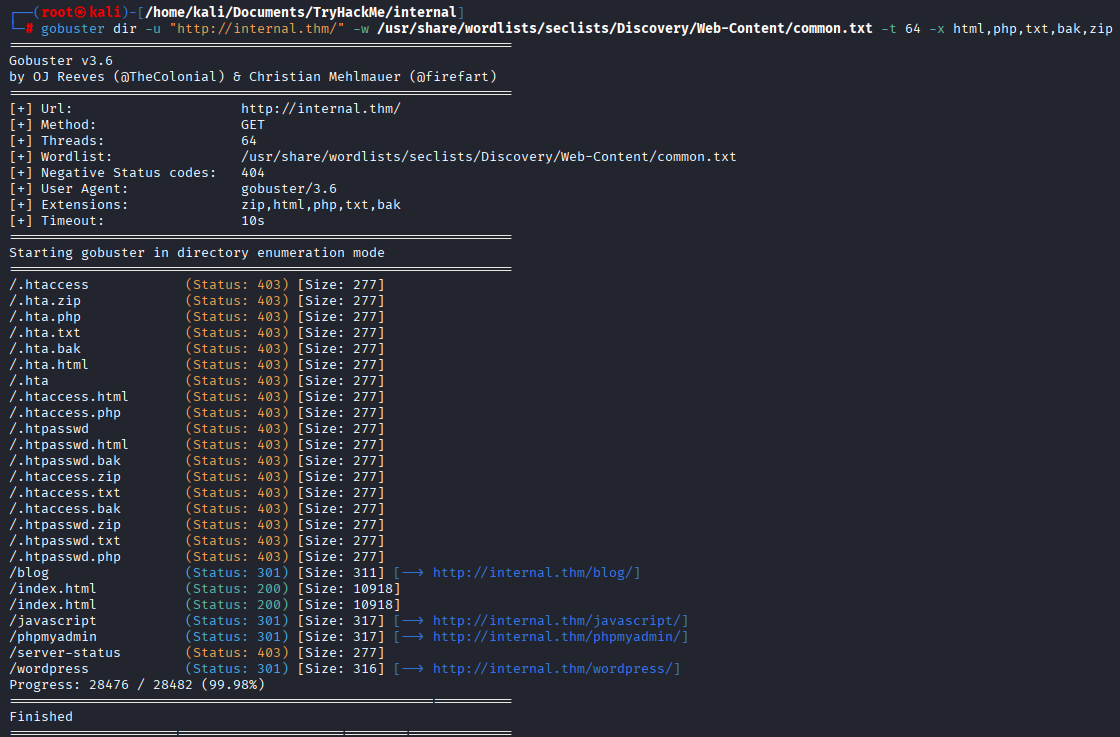 ┌──(root㉿kali)-[/home/kali/Documents/TryHackMe/internal]
└─# gobuster dir -u "http://internal.thm/" -w /usr/share/wordlists/seclists/Discovery/Web-Content/common.txt -t 64 -x html,php,txt,bak,zip
===============================================================
Gobuster v3.6
by OJ Reeves (@TheColonial) & Christian Mehlmauer (@firefart)
===============================================================
[+] Url:                     http://internal.thm/
[+] Method:                  GET
[+] Threads:                 64
[+] Wordlist:                /usr/share/wordlists/seclists/Discovery/Web-Content/common.txt
[+] Negative Status codes:   404
[+] User Agent:              gobuster/3.6
[+] Extensions:              zip,html,php,txt,bak
[+] Timeout:                 10s
===============================================================
Starting gobuster in directory enumeration mode
===============================================================
/.htaccess            (Status: 403) [Size: 277]
/.hta.zip             (Status: 403) [Size: 277]
/.hta.php             (Status: 403) [Size: 277]
/.hta.txt             (Status: 403) [Size: 277]
/.hta.bak             (Status: 403) [Size: 277]
/.hta.html            (Status: 403) [Size: 277]
/.hta                 (Status: 403) [Size: 277]
/.htaccess.html       (Status: 403) [Size: 277]
/.htaccess.php        (Status: 403) [Size: 277]
/.htpasswd            (Status: 403) [Size: 277]
/.htpasswd.html       (Status: 403) [Size: 277]
/.htpasswd.bak        (Status: 403) [Size: 277]
/.htaccess.zip        (Status: 403) [Size: 277]
/.htaccess.txt        (Status: 403) [Size: 277]
/.htaccess.bak        (Status: 403) [Size: 277]
/.htpasswd.zip        (Status: 403) [Size: 277]
/.htpasswd.txt        (Status: 403) [Size: 277]
/.htpasswd.php        (Status: 403) [Size: 277]
/blog                 (Status: 301) [Size: 311] [--> http://internal.thm/blog/]
/index.html           (Status: 200) [Size: 10918]
/index.html           (Status: 200) [Size: 10918]
/javascript           (Status: 301) [Size: 317] [--> http://internal.thm/javascript/]
/phpmyadmin           (Status: 301) [Size: 317] [--> http://internal.thm/phpmyadmin/]
/server-status        (Status: 403) [Size: 277]
/wordpress            (Status: 301) [Size: 316] [--> http://internal.thm/wordpress/]
Progress: 28476 / 28482 (99.98%)
===============================================================
Finished
===============================================================